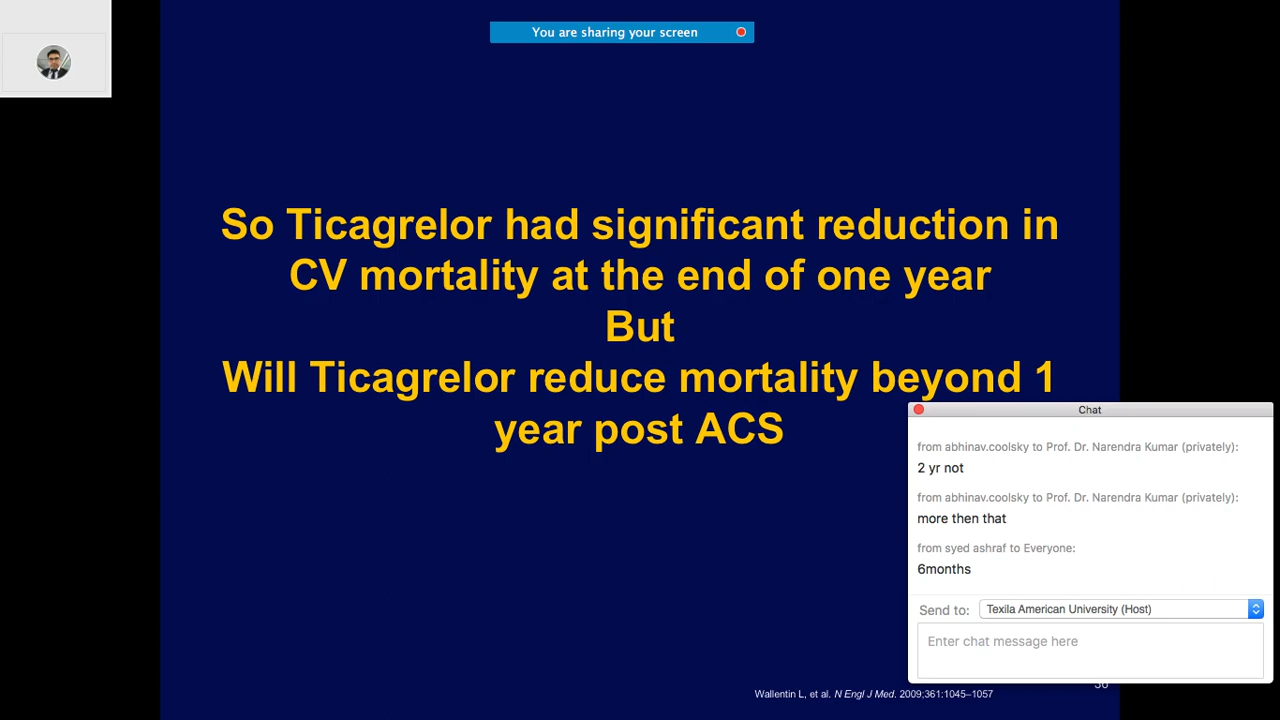 You are sharing your screen
So Ticagrelor had significant reduction in
CV mortality at the end of one year
But
Will Ticagrelor reduce mortality beyond 1
year post ACS
Chat
from abhinav.coolsky to Prof. Dr. Narendra Kumar (privately):
2 yr not
from abhinav.coolsky to Prof. Dr. Narendra Kumar (privately):
more then that
from syed ashraf to Everyone:
6months
Send to: Texila American University (Host)
Enter chat message here
Wallentin L, et al. N Engl J Med. 2009;361:1045–1057